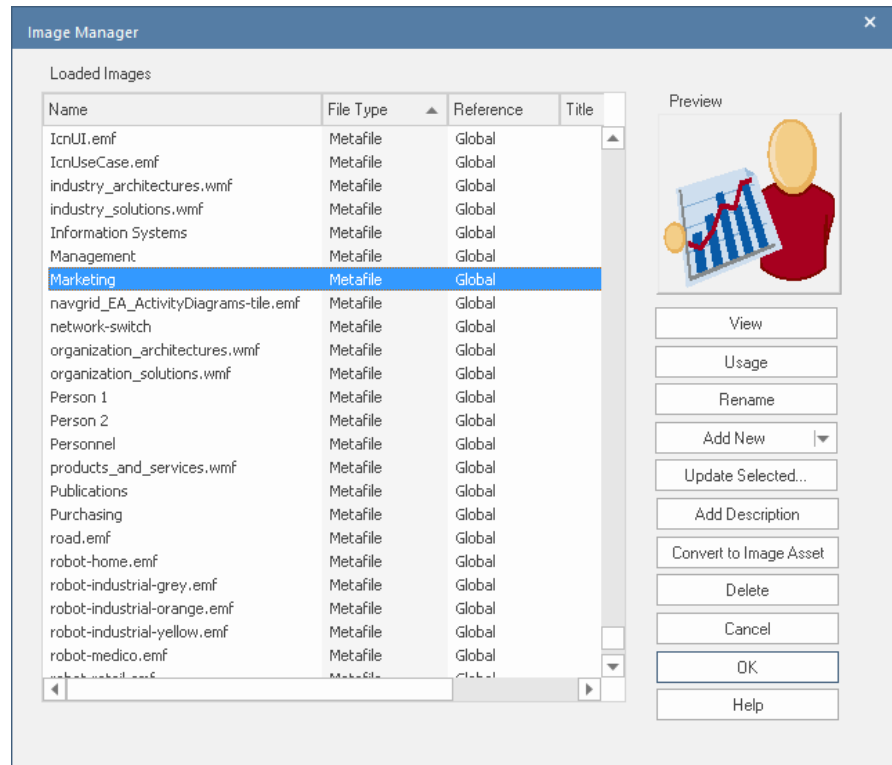 Image Manager
Loaded Images
Name File Type Reference Title
IcnUI.emf Metafile Global
IcnUseCase.emf Metafile Global
industry_architectures.wmf Metafile Global
industry_solutions.wmf Metafile Global
Information Systems Metafile Global
Management Metafile Global
Marketing Metafile Global
navgrid_EA_ActivityDiagrams-tile.emf Metafile Global
network-switch Metafile Global
organization_architectures.wmf Metafile Global
organization_solutions.wmf Metafile Global
Person 1 Metafile Global
Person 2 Metafile Global
Personnel Metafile Global
products_and_services.wmf Metafile Global
Publications Metafile Global
Purchasing Metafile Global
road.emf Metafile Global
robot-home.emf Metafile Global
robot-industrial-grey.emf Metafile Global
robot-industrial-orange.emf Metafile Global
robot-industrial-yellow.emf Metafile Global
robot-medico.emf Metafile Global
robot-retail.emf Metafile Global
Preview
View
Usage
Rename
Add New
Update Selected...
Add Description
Convert to Image Asset
Delete
Cancel
OK
Help